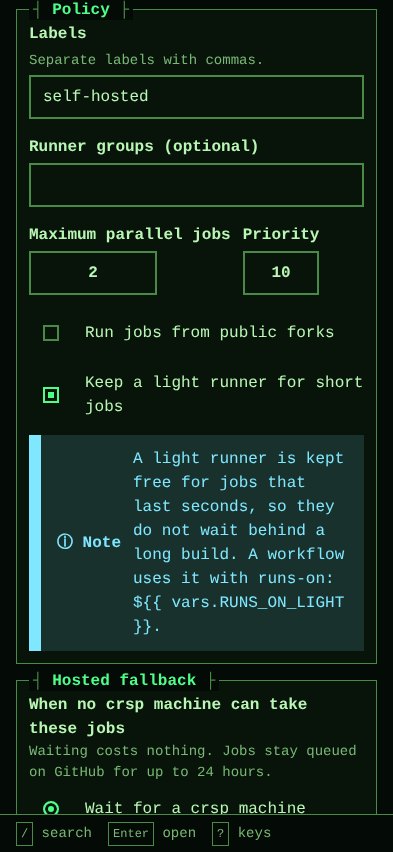 Policy
Labels
Separate labels with commas.
self-hosted
Runner groups (optional)
Maximum parallel jobs Priority
2 10
Run jobs from public forks
Keep a light runner for short
jobs
A light runner is kept
free for jobs that
last seconds, so they
do not wait behind a
ⓘ Note long build. A workflow
uses it with runs-on:
${{ vars.RUNS_ON_LIGHT
}}.
Hosted fallback
When no crsp machine can take
these jobs
Waiting costs nothing. Jobs stay queued
on GitHub for up to 24 hours.
Wait for a crsp machine
/ search Enter open ? keys